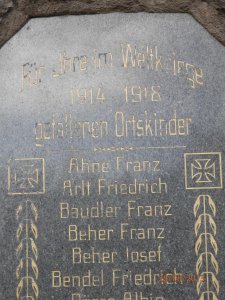 Für Ihre im Weltkriege
1914 - 1918
gefallenen Ortskinder
Ahne Franz
Arlt Friedrich
Baudler Franz
Beher Franz
Beher Josef
Bendel Friedrich